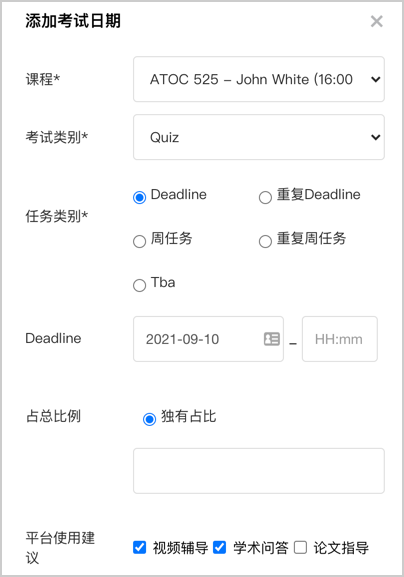 添加考试日期 ×
课程* ATOC 525 – John White (16:00
考试类别* Quiz
任务类别* Deadline 重复Deadline
周任务 重复周任务
Tba
Deadline 2021-09-10 – HH:mm
占总比例 独有占比
平台使用建议 视频辅导 学术问答 论文指导